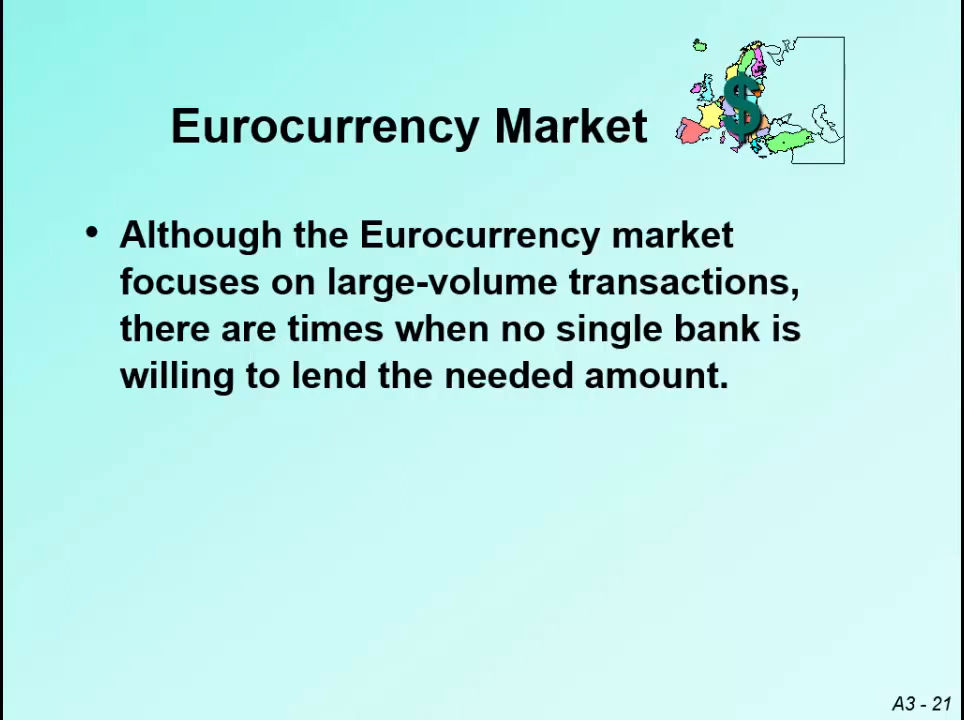 Eurocurrency Market
$
• Although the Eurocurrency market
focuses on large-volume transactions,
there are times when no single bank is
willing to lend the needed amount.
A3 - 21